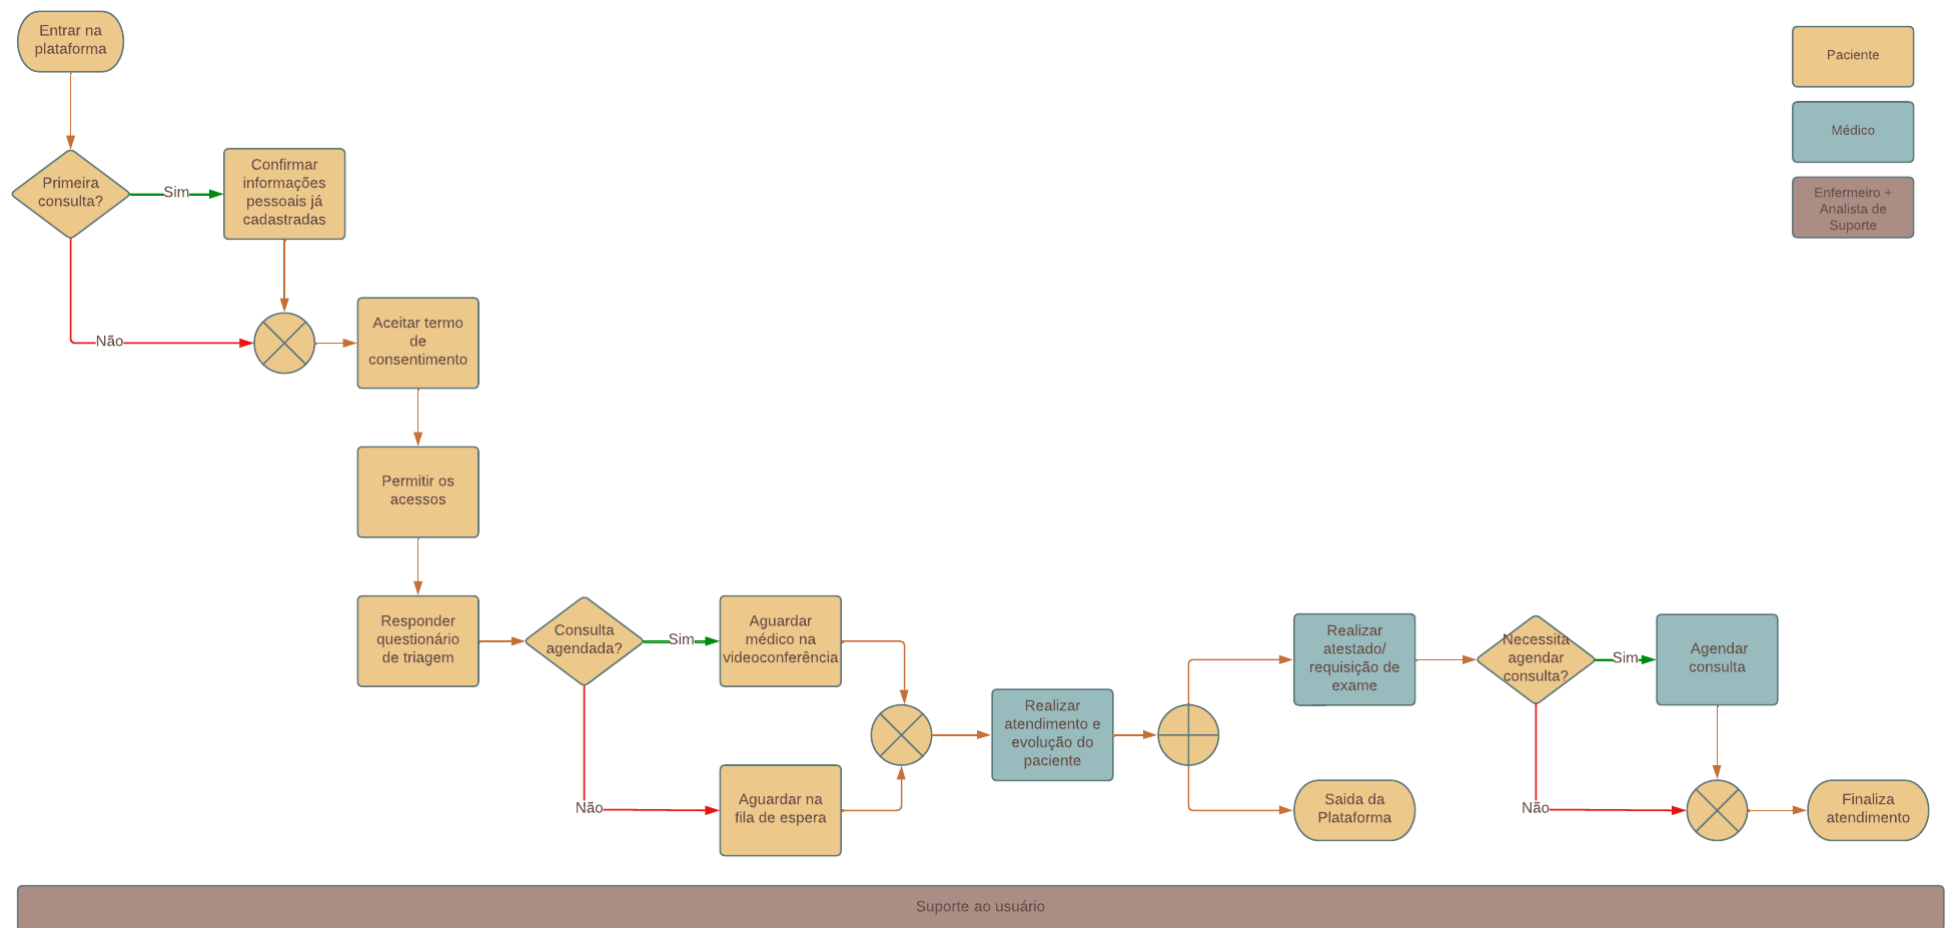 Entrar na
plataforma
Paciente
Médico
Enfermeiro +
Analista de
Suporte
Primeira
consulta?
Sim
Confirmar
informações
pessoais já
cadastradas
Não
Aceitar termo
de
consentimento
Permitir os
acessos
Responder
questionário
de triagem
Consulta
agendada?
Sim
Aguardar
médico na
videoconferência
Não
Aguardar na
fila de espera
Realizar
atendimento e
evolução do
paciente
Realizar
atestado/
requisição de
exame
Saida da
Plataforma
Necessita
agendar
consulta?
Sim
Agendar
consulta
Não
Finaliza
atendimento
Suporte ao usuário